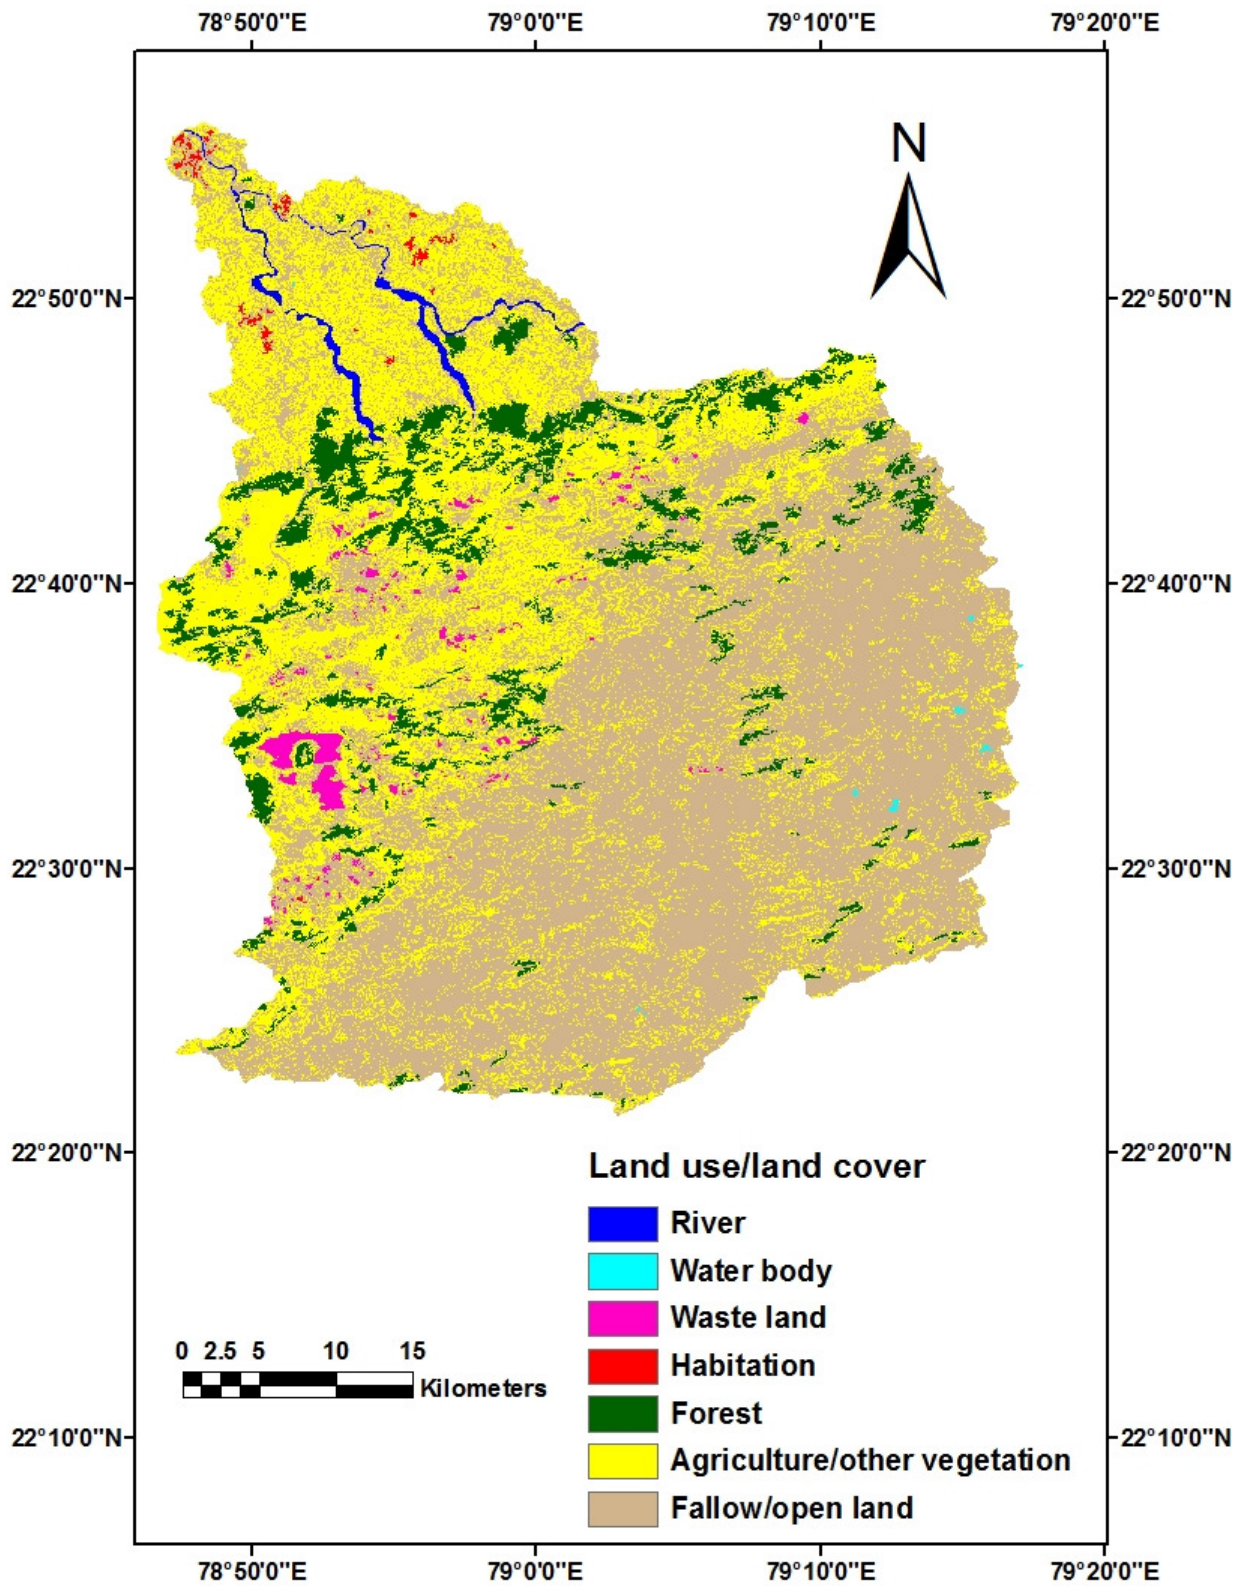 78°50'0"E 79°0'0"E 79°10'0"E 79°20'0"E
N
22°50'0"N 22°50'0"N
22°40'0"N 22°40'0"N
22°30'0"N 22°30'0"N
22°20'0"N 22°20'0"N
Land use/land cover
River
Water body
Waste land
Habitation
Forest
Agriculture/other vegetation
Fallow/open land
0 2.5 5 10 15
Kilometers
22°10'0"N 22°10'0"N
78°50'0"E 79°0'0"E 79°10'0"E 79°20'0"E